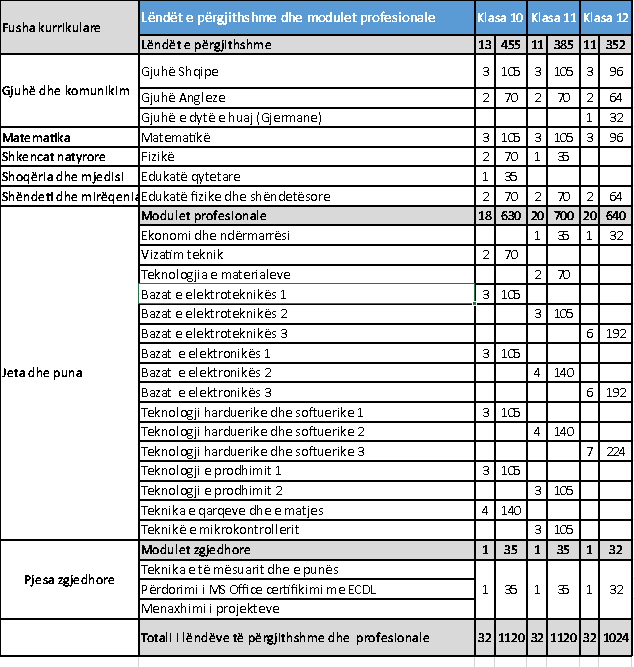 Fusha kurrikulare Lëndët e përgjithshme dhe modulet profesionale Klasa 10 Klasa 11 Klasa 12
Lëndët e përgjithshme 13 455 11 385 11 352
Gjuhë dhe komunikim Gjuhë Shqipe 3 105 3 105 3 96
Gjuhë Angleze 2 70 2 70 2 64
Gjuhë e dytë e huaj (Gjermane) 1 32
Matematika Matematikë 3 105 3 105 3 96
Shkencat natyrore Fizikë 2 70 1 35
Shoqëria dhe mjedisi Edukatë qytetare 1 35
Shëndeti dhe mirëqenia Edukatë fizike dhe shëndetësore 2 70 2 70 2 64
Modulet profesionale 18 630 20 700 20 640
Ekonomi dhe ndërmarrësi 1 35 1 32
Vizatim teknik 2 70
Teknologjia e materialeve 2 70
Bazat e elektroteknikës 1 3 105
Bazat e elektroteknikës 2 3 105
Bazat e elektroteknikës 3 6 192
Bazat e elektronikës 1 3 105
Jeta dhe puna Bazat e elektronikës 2 4 140
Bazat e elektronikës 3 6 192
Teknologji harduerike dhe softuerike 1 3 105
Teknologji harduerike dhe softuerike 2 4 140
Teknologji harduerike dhe softuerike 3 7 224
Teknologji e prodhimit 1 3 105
Teknologji e prodhimit 2 3 105
Teknika e qarqeve dhe e matjes 4 140
Teknikë e mikrokontrollerit 3 105
Modulet zgjedhore 1 35 1 35 1 32
Pjesa zgjedhore Teknika e të mësuarit dhe e punës
Përdorimi i MS Office certifikimi me ECDL 1 35 1 35 1 32
Menaxhimi i projekteve
Totali i lëndëve të përgjithshme dhe profesionale 32 1120 32 1120 32 1024